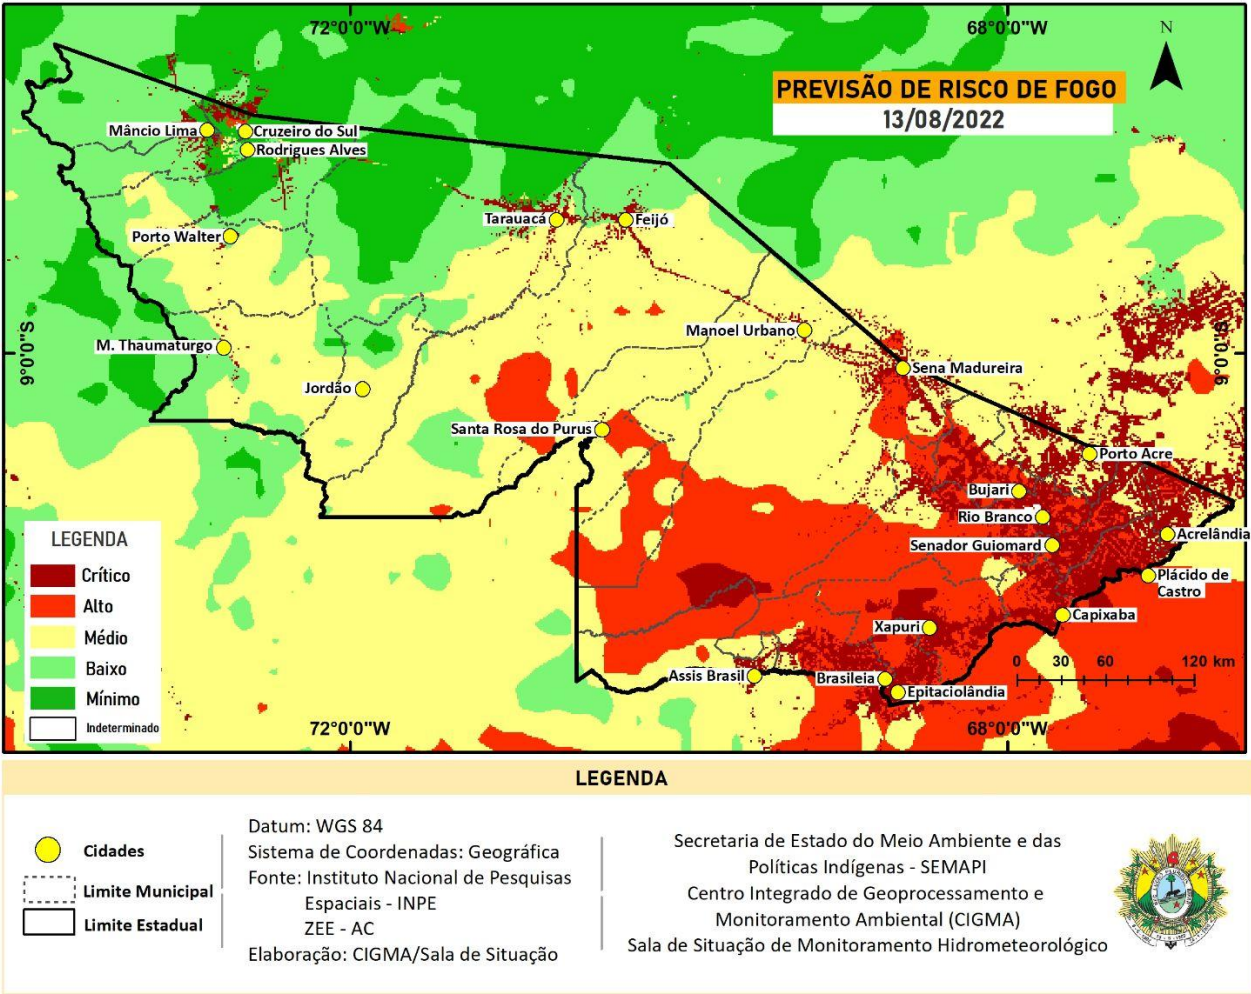 72°0'0"W
68°0'0"W
N
PREVISÃO DE RISCO DE FOGO
13/08/2022
Mâncio Lima
Cruzeiro do Sul
Rodrigues Alves
Tarauacá
Feijó
Porto Walter
9°0'0"S
9°0'0"S
Manoel Urbano
M. Thaumaturgo
Sena Madureira
Jordão
Santa Rosa do Purus
Porto Acre
Bujari
Rio Branco
Senador Guiomard
Acrelândia
Plácido de
Castro
Capixaba
Xapuri
Assis Brasil
Brasileia
Epitaciolândia
0 30 60 120 km
LEGENDA
Crítico
Alto
Médio
Baixo
Mínimo
Indeterminado
72°0'0"W
68°0'0"W
LEGENDA
Cidades
Limite Municipal
Limite Estadual
Datum: WGS 84
Sistema de Coordenadas: Geográfica
Fonte: Instituto Nacional de Pesquisas
Espaciais - INPE
ZEE - AC
Elaboração: CIGMA/Sala de Situação
Secretaria de Estado do Meio Ambiente e das
Políticas Indígenas - SEMAPI
Centro Integrado de Geoprocessamento e
Monitoramento Ambiental (CIGMA)
Sala de Situação de Monitoramento Hidrometeorológico